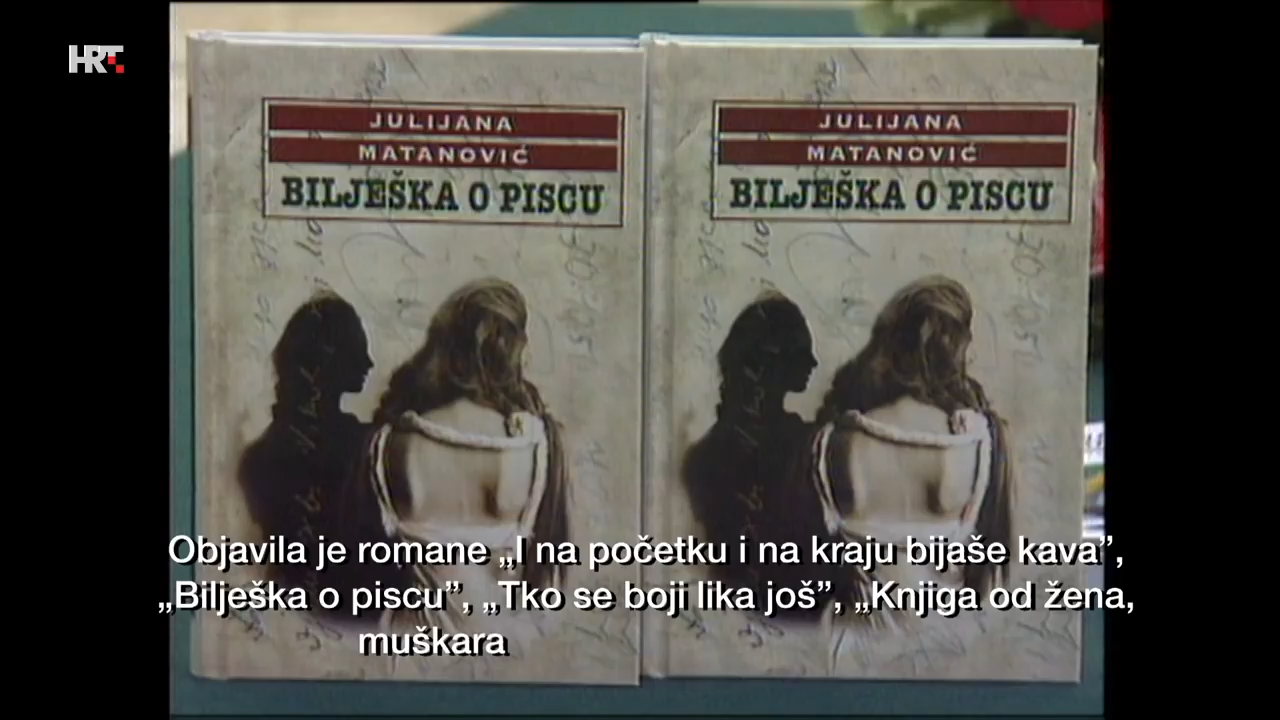 HRT
JULIJANA
MATANOVIĆ
BILJEŠKA O PISCU
JULIJANA
MATANOVIĆ
BILJEŠKA O PISCU
Objavila je romane „I na početku i na kraju bijaše kava”,
„Bilješka o piscu”, „Tko se boji lika još”, „Knjiga od žena,
muškara